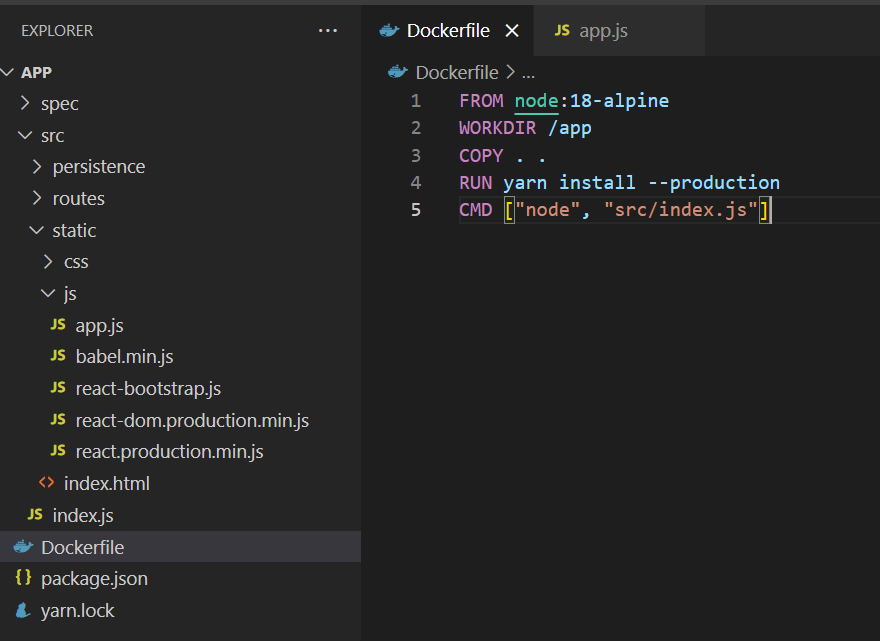 EXPLORER ...
APP
spec
src
persistence
routes
static
css
js
JS app.js
JS babel.min.js
JS react-bootstrap.js
JS react-dom.production.min.js
JS react.production.min.js
<> index.html
JS index.js
Dockerfile
{} package.json
yarn.lock
Dockerfile
JS app.js
Dockerfile > ...
1 FROM node:18-alpine
2 WORKDIR /app
3 COPY . .
4 RUN yarn install --production
5 CMD ["node", "src/index.js"]